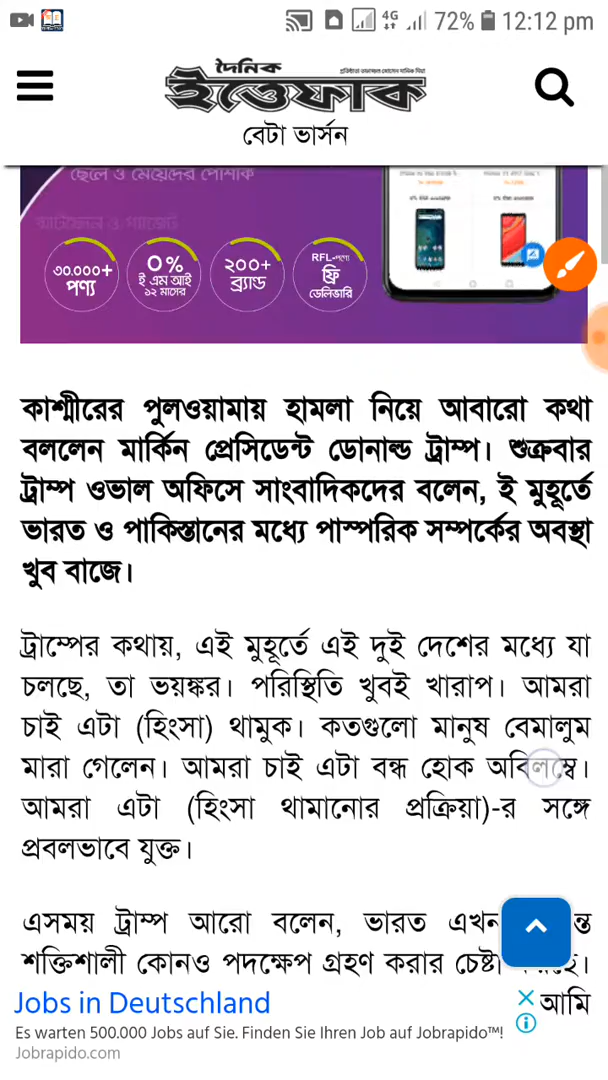 4G 72% 12:12 pm
দৈনিক
ইত্তেফাক
বেটা ভার্সন
ছেলে ও মেয়েদের পোশাক
৩০,০০০+ পণ্য
0% ই এম আই ১২ মাসের
২০০+ ব্র্যান্ড
RFL-পণ্যে ফ্রি ডেলিভারি
কাশ্মীরের পুলওয়ামায় হামলা নিয়ে আবারো কথা
বললেন মার্কিন প্রেসিডেন্ট ডোনাল্ড ট্রাম্প। শুক্রবার
ট্রাম্প ওভাল অফিসে সাংবাদিকদের বলেন, ই মুহূর্তে
ভারত ও পাকিস্তানের মধ্যে পাস্পরিক সম্পর্কের অবস্থা
খুব বাজে।
ট্রাম্পের কথায়, এই মুহূর্তে এই দুই দেশের মধ্যে যা
চলছে, তা ভয়ঙ্কর। পরিস্থিতি খুবই খারাপ। আমরা
চাই এটা (হিংসা) থামুক। কতগুলো মানুষ বেমালুম
মারা গেলেন। আমরা চাই এটা বন্ধ হোক অবিলম্বে।
আমরা এটা (হিংসা থামানোর প্রক্রিয়া)-র সঙ্গে
প্রবলভাবে যুক্ত।
এসময় ট্রাম্প আরো বলেন, ভারত
শক্তিশালী কোনও পদক্ষেপ গ্রহণ করার চেষ্টা
আমি
Jobs in Deutschland
Es warten 500.000 Jobs auf Sie. Finden Sie Ihren Job auf Jobrapido™!
Jobrapido.com